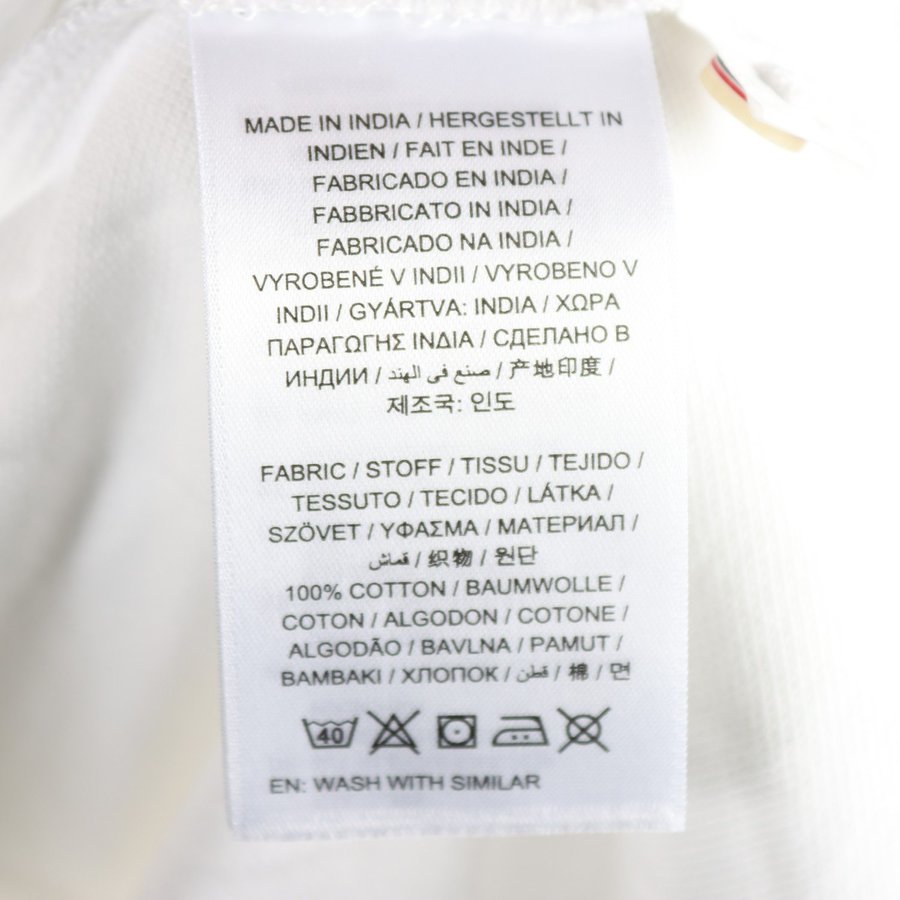 MADE IN INDIA / HERGESTELLT IN
INDIEN / FAIT EN INDE /
FABRICADO EN INDIA /
FABBRICATO IN INDIA /
FABRICADO NA INDIA /
VYROBENÉ V INDII / VYROBENO V
INDII / GYÁRTVA: INDIA / ΧΩΡΑ
ΠΑΡΑΓΩΓΗΣ ΙΝΔΙΑ / СДЕЛАНО В
ИНДИИ / صنع في الهند / 产地印度 /
제조국: 인도
FABRIC / STOFF / TISSU / TEJIDO /
TESSUTO / TECIDO / LÁTKA /
SZÖVET / ΥΦΑΣΜΑ / МАТЕРИАЛ /
قماش / 织物 / 원단
100% COTTON / BAUMWOLLE /
COTON / ALGODON / COTONE /
ALGODÃO / BAVLNA / PAMUT /
BAMBAKI / ХЛОПОК / قطن / 棉 / 면
40
EN: WASH WITH SIMILAR